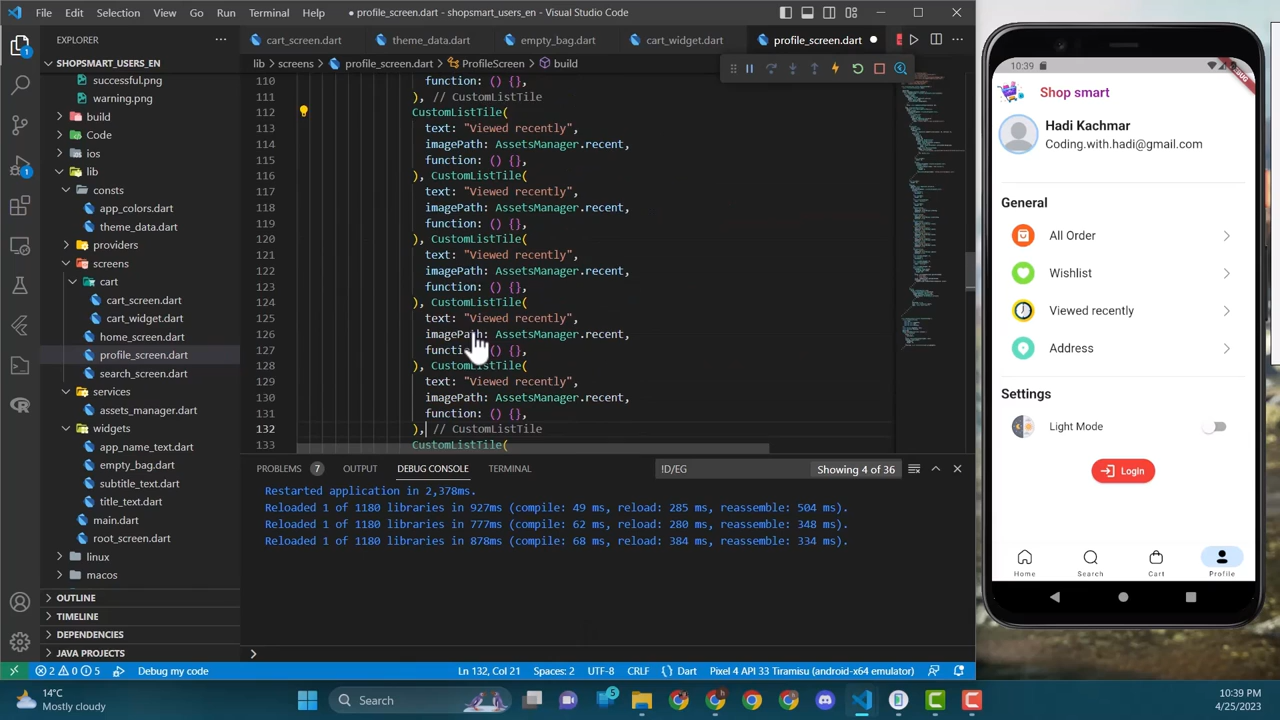 File Edit Selection View Go Run Terminal Help
● profile_screen.dart - shopsmart_users_en - Visual Studio Code
EXPLORER
SHOPSMART_USERS_EN
successful.png
warning.png
build
Code
ios
lib
consts
app_colors.dart
theme_data.dart
providers
screens
cart
cart_screen.dart
cart_widget.dart
home_screen.dart
profile_screen.dart
search_screen.dart
services
assets_manager.dart
widgets
app_name_text.dart
empty_bag.dart
subtitle_text.dart
title_text.dart
main.dart
root_screen.dart
linux
macos
OUTLINE
TIMELINE
DEPENDENCIES
JAVA PROJECTS
cart_screen.dart theme_data.dart empty_bag.dart cart_widget.dart profile_screen.dart
lib > screens > profile_screen.dart > ProfileScreen > build
110 function: () {},
111 ), // CustomListTile
112 CustomListTile(
113 text: "Viewed recently",
114 imagePath: AssetsManager.recent,
115 function: () {},
116 ), CustomListTile(
117 text: "Viewed recently",
118 imagePath: AssetsManager.recent,
119 function: () {},
120 ), CustomListTile(
121 text: "Viewed recently",
122 imagePath: AssetsManager.recent,
123 function: () {},
124 ), CustomListTile(
125 text: "Viewed recently",
126 imagePath: AssetsManager.recent,
127 function: () {},
128 ), CustomListTile(
129 text: "Viewed recently",
130 imagePath: AssetsManager.recent,
131 function: () {},
132 ), // CustomListTile
133 CustomListTile(
PROBLEMS 7 OUTPUT DEBUG CONSOLE TERMINAL
!D/EG
Showing 4 of 36
Restarted application in 2,378ms.
Reloaded 1 of 1180 libraries in 927ms (compile: 49 ms, reload: 285 ms, reassemble: 504 ms).
Reloaded 1 of 1180 libraries in 777ms (compile: 62 ms, reload: 280 ms, reassemble: 348 ms).
Reloaded 1 of 1180 libraries in 878ms (compile: 68 ms, reload: 384 ms, reassemble: 334 ms).
2 0 5 Debug my code
Ln 132, Col 21 Spaces: 2 UTF-8 CRLF {} Dart Pixel 4 API 33 Tiramisu (android-x64 emulator)
10:39
DEBUG
Shop smart
Hadi Kachmar
Coding.with.hadi@gmail.com
General
All Order
Wishlist
Viewed recently
Address
Settings
Light Mode
Login
Home Search Cart Profile
14°C
Mostly cloudy
Search
5
10:39 PM
4/25/2023